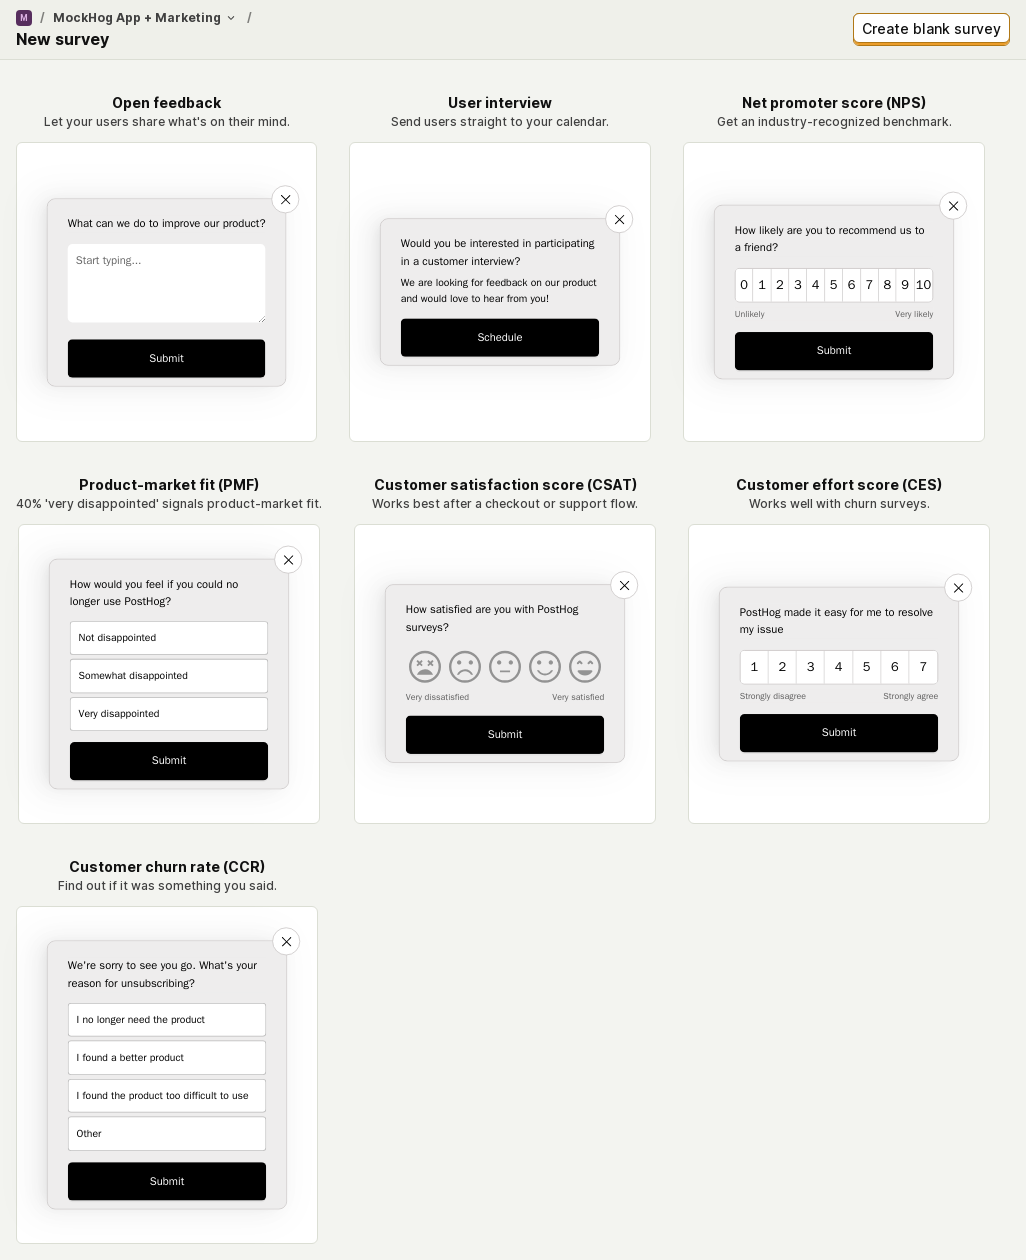 M / MockHog App + Marketing /
New survey
Create blank survey
Open feedback
Let your users share what's on their mind.
What can we do to improve our product?
Start typing...
Submit
User interview
Send users straight to your calendar.
Would you be interested in participating
in a customer interview?
We are looking for feedback on our product
and would love to hear from you!
Schedule
Net promoter score (NPS)
Get an industry-recognized benchmark.
How likely are you to recommend us to
a friend?
0 1 2 3 4 5 6 7 8 9 10
Unlikely Very likely
Submit
Product-market fit (PMF)
40% 'very disappointed' signals product-market fit.
How would you feel if you could no
longer use PostHog?
Not disappointed
Somewhat disappointed
Very disappointed
Submit
Customer satisfaction score (CSAT)
Works best after a checkout or support flow.
How satisfied are you with PostHog
surveys?
Very dissatisfied Very satisfied
Submit
Customer effort score (CES)
Works well with churn surveys.
PostHog made it easy for me to resolve
my issue
1 2 3 4 5 6 7
Strongly disagree Strongly agree
Submit
Customer churn rate (CCR)
Find out if it was something you said.
We're sorry to see you go. What's your
reason for unsubscribing?
I no longer need the product
I found a better product
I found the product too difficult to use
Other
Submit